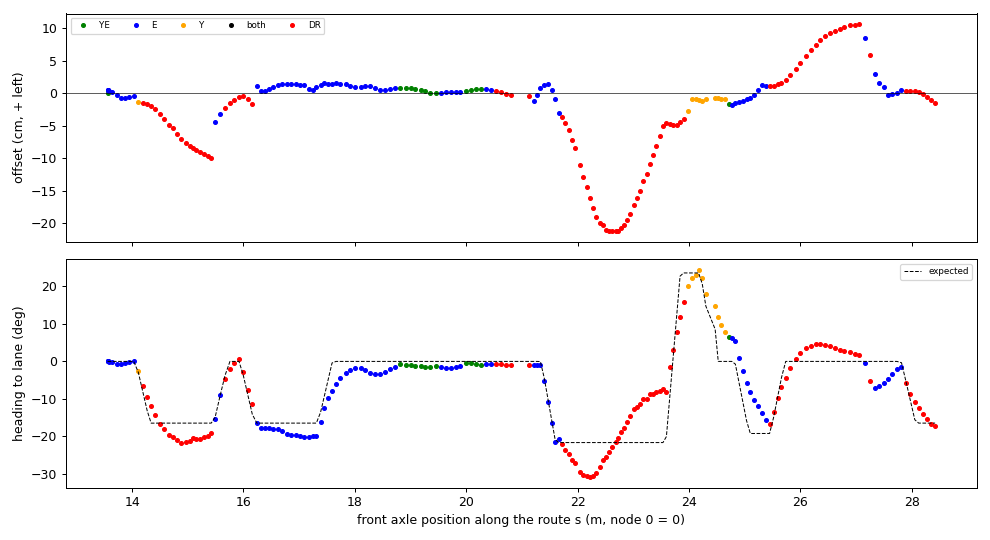 YE E Y both DR
10
5
0
−5
−10
−15
−20
offset (cm, + left)
expected
20
10
0
−10
−20
−30
heading to lane (deg)
14 16 18 20 22 24 26 28
front axle position along the route s (m, node 0 = 0)